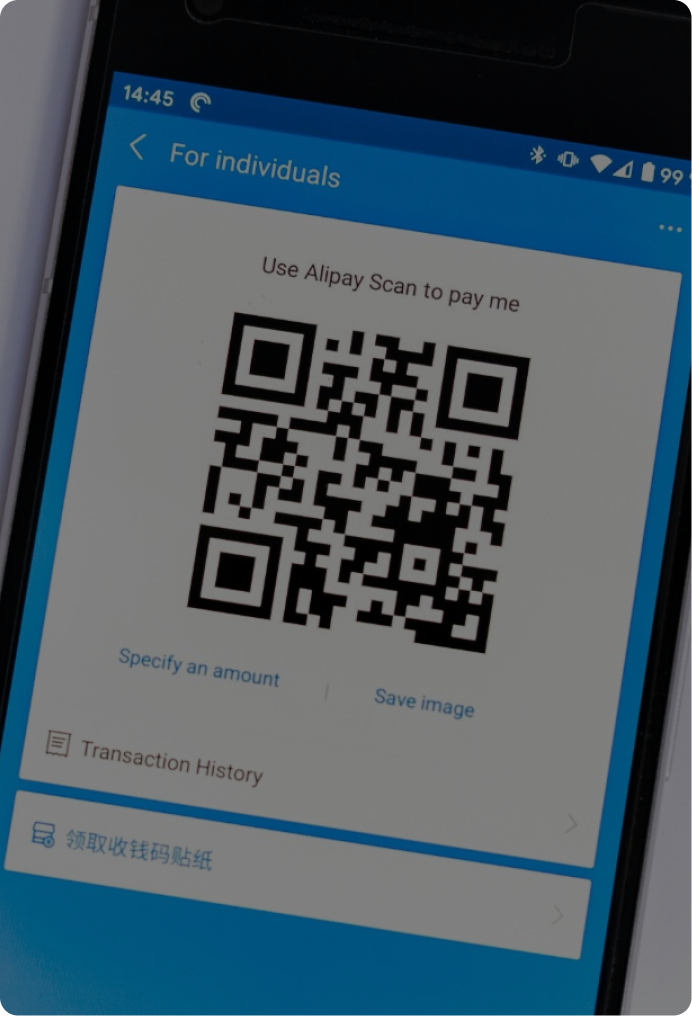 14:45
99
For individuals
Use Alipay Scan to pay me
Specify an amount
Save image
Transaction History
领取收钱码贴纸